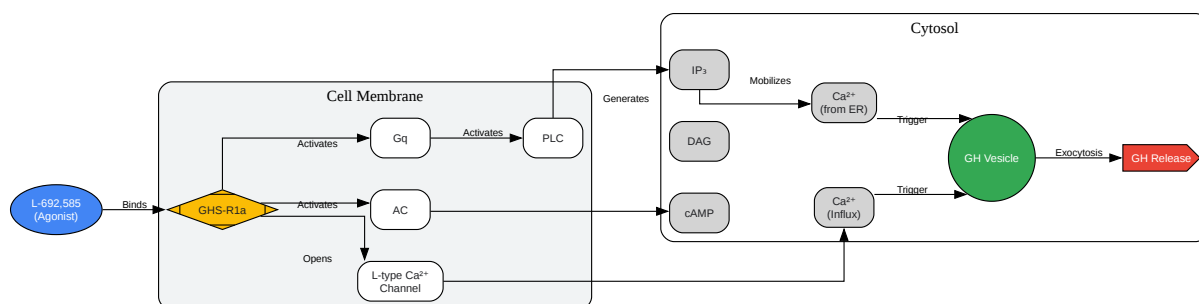 Cytosol
Cell Membrane
IP₃
Mobilizes
Generates
Ca²⁺
(from ER)
Trigger
Activates
Gq
Activates
PLC
DAG
GH Vesicle
Exocytosis
GH Release
L-692,585
(Agonist)
Binds
GHS-R1a
Activates
AC
cAMP
Ca²⁺
(Influx)
Trigger
Opens
L-type Ca²⁺
Channel